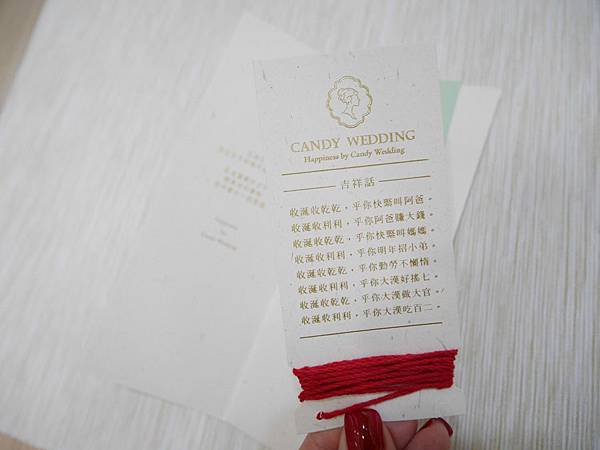 CANDY WEDDING
Happiness by Candy Wedding
吉祥話
收涎收乾乾，乎你快緊叫阿爸。
收涎收利利，乎你阿爸賺大錢。
收涎收乾乾，乎你快緊叫媽媽。
收涎收利利，乎你明年招小弟。
收涎收乾乾，乎你勤勞不懶惰。
收涎收利利，乎你大漢好搖七。
收涎收乾乾，乎你大漢做大官。
收涎收利利，乎你大漢吃百二。